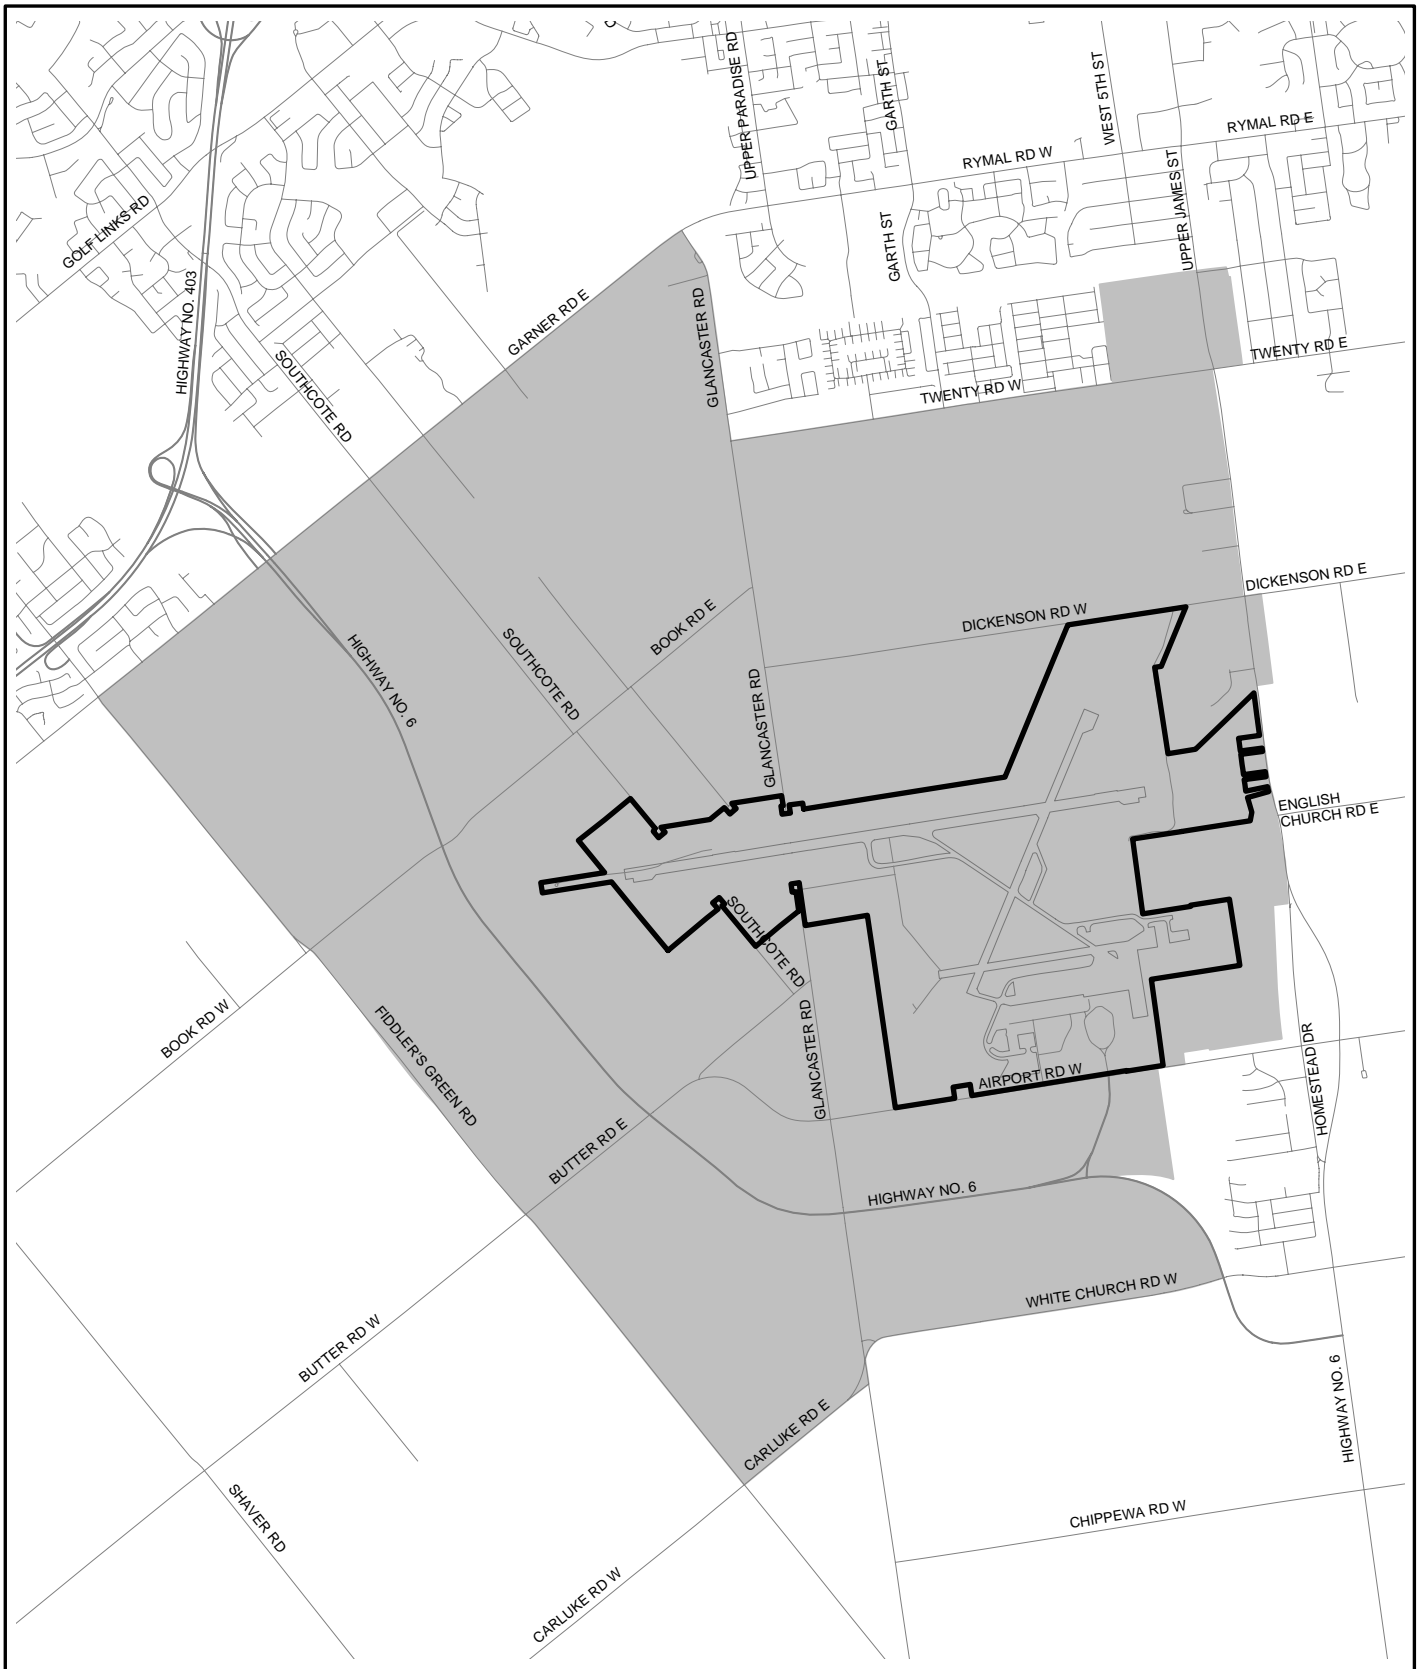 UPPER PARADISE RD
GARTH ST
WEST 5TH ST
RYMAL RD E
RYMAL RD W
UPPER JAMES ST
GOLF LINKS RD
GARTH ST
HIGHWAY NO. 403
GARNER RD E
GLANCASTER RD
SOUTHCOTE RD
TWENTY RD E
TWENTY RD W
DICKENSON RD E
DICKENSON RD W
BOOK RD E
SOUTHCOTE RD
HIGHWAY NO. 6
GLANCASTER RD
ENGLISH
CHURCH RD E
SOUTHCOTE RD
BOOK RD W
FIDDLER'S GREEN RD
GLANCASTER RD
AIRPORT RD W
HOMESTEAD DR
BUTTER RD E
HIGHWAY NO. 6
WHITE CHURCH RD W
BUTTER RD W
HIGHWAY NO. 6
CARLUKE RD E
SHAVER RD
CHIPPEWA RD W
CARLUKE RD W